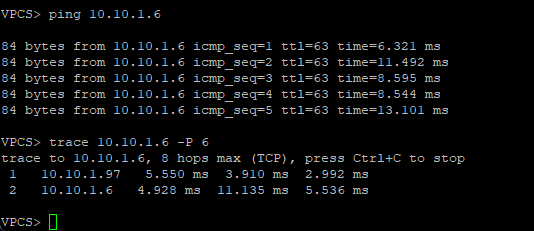 VPCS> ping 10.10.1.6
84 bytes from 10.10.1.6 icmp_seq=1 ttl=63 time=6.321 ms
84 bytes from 10.10.1.6 icmp_seq=2 ttl=63 time=11.492 ms
84 bytes from 10.10.1.6 icmp_seq=3 ttl=63 time=8.595 ms
84 bytes from 10.10.1.6 icmp_seq=4 ttl=63 time=8.544 ms
84 bytes from 10.10.1.6 icmp_seq=5 ttl=63 time=13.101 ms
VPCS> trace 10.10.1.6 -P 6
trace to 10.10.1.6, 8 hops max (TCP), press Ctrl+C to stop
1 10.10.1.97 5.550 ms 3.910 ms 2.992 ms
2 10.10.1.6 4.928 ms 11.135 ms 5.536 ms
VPCS>